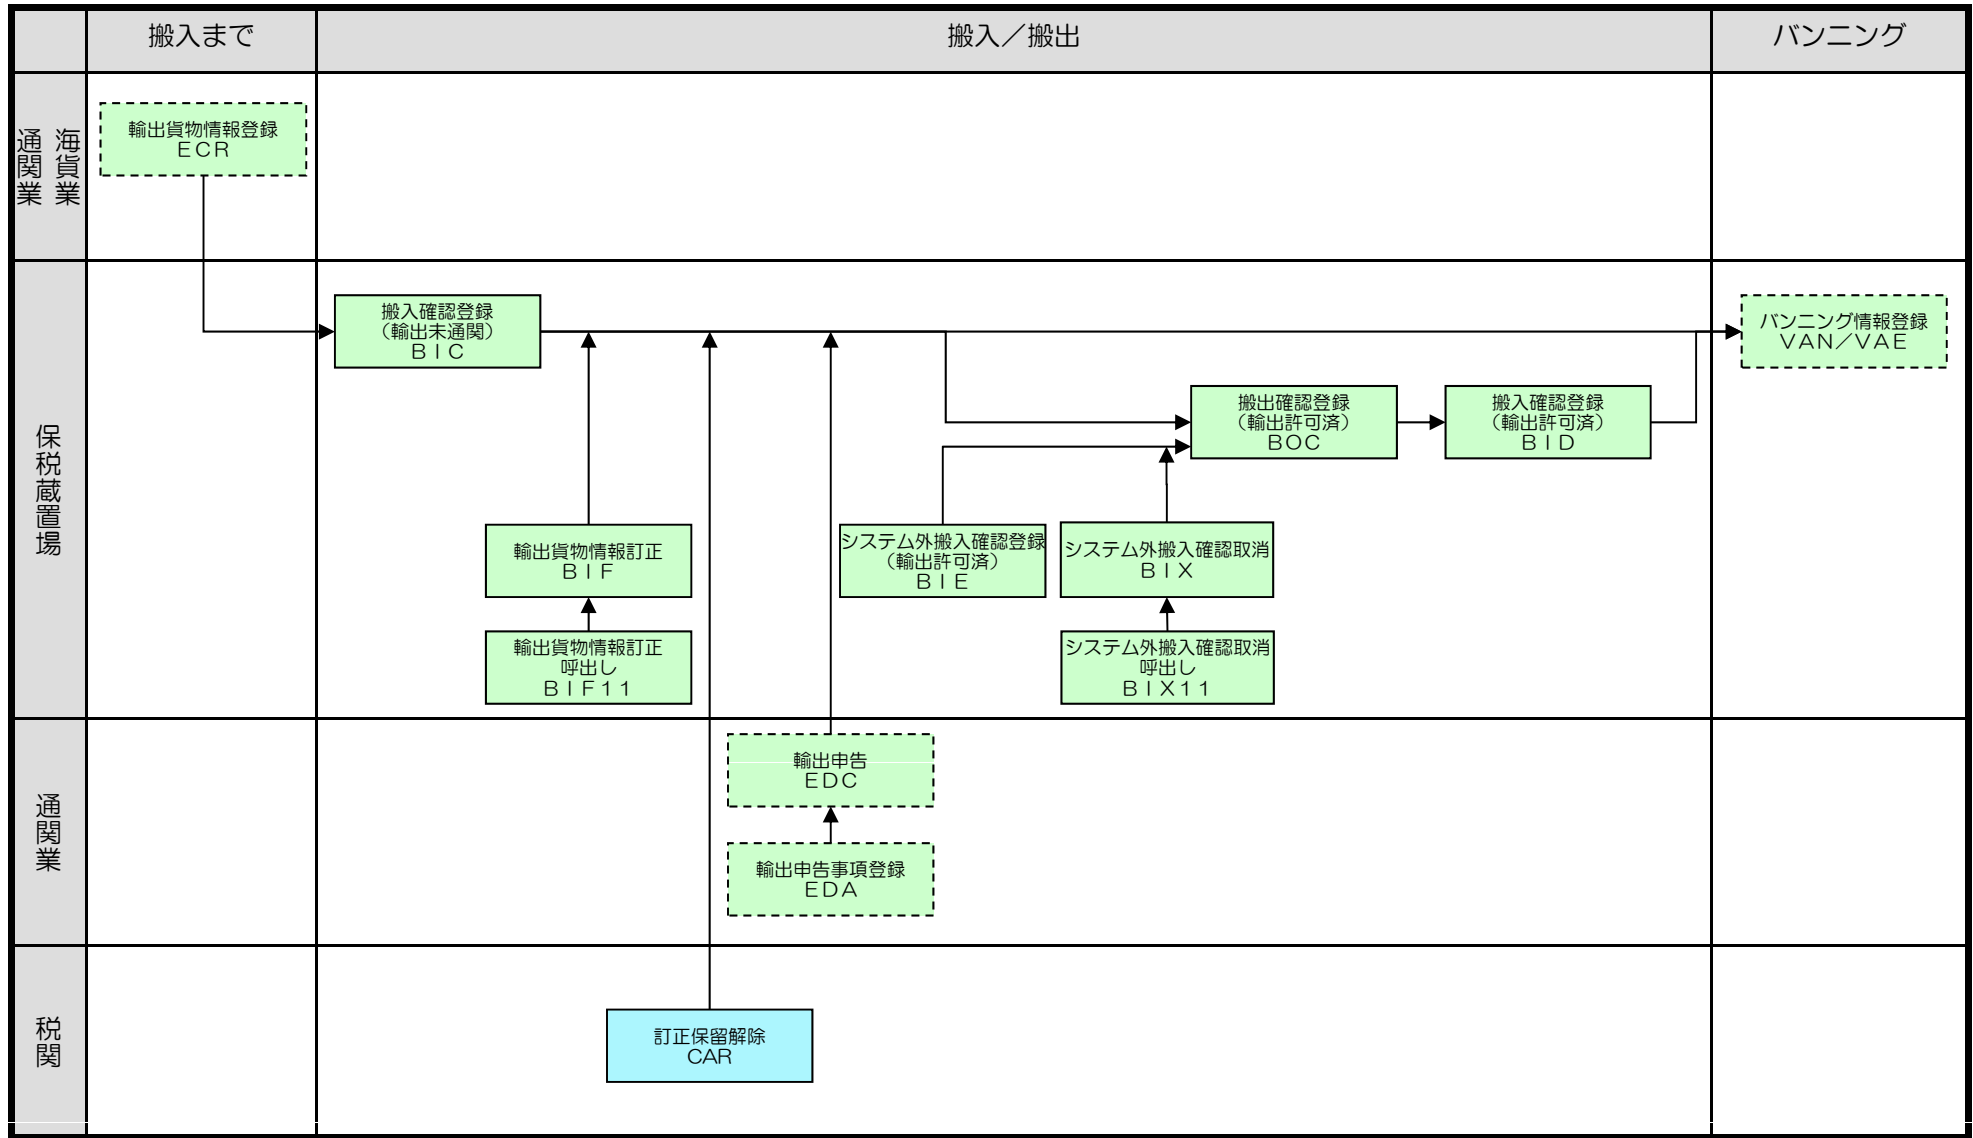 搬入まで
搬入／搬出
バンニング
海貨業
通関業
輸出貨物情報登録
ＥＣＲ
保税蔵置場
搬入確認登録
（輸出未通関）
ＢＩＣ
バンニング情報登録
ＶＡＮ／ＶＡＥ
搬出確認登録
（輸出許可済）
ＢＯＣ
搬入確認登録
（輸出許可済）
ＢＩＤ
輸出貨物情報訂正
ＢＩＦ
システム外搬入確認登録
（輸出許可済）
ＢＩＥ
システム外搬入確認取消
ＢＩＸ
輸出貨物情報訂正
呼出し
ＢＩＦ１１
システム外搬入確認取消
呼出し
ＢＩＸ１１
通関業
輸出申告
ＥＤＣ
輸出申告事項登録
ＥＤＡ
税関
訂正保留解除
CAR